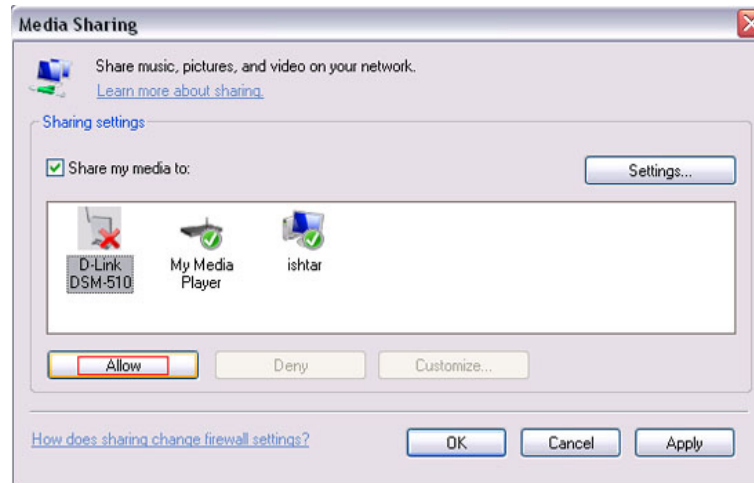 Media Sharing
Share music, pictures, and video on your network.
Learn more about sharing.
Sharing settings
Share my media to:
Settings...
D-Link
DSM-510
My Media
Player
ishtar
Allow
Deny
Customize...
How does sharing change firewall settings?
OK
Cancel
Apply